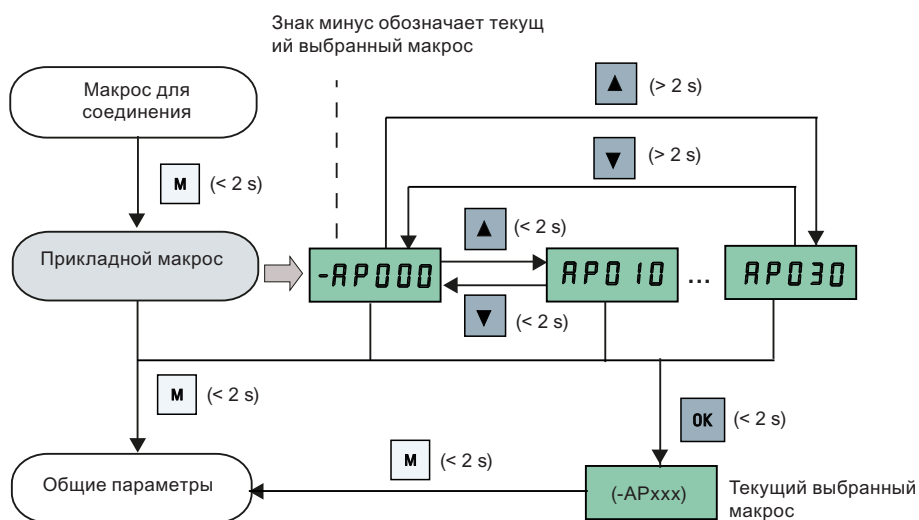 Знак минус обозначает текущ
ий выбранный макрос
Макрос для
соединения
▲ (> 2 s)
▼ (> 2 s)
M (< 2 s)
▲ (< 2 s)
Прикладной макрос
-AP000
AP010
...
AP030
▼ (< 2 s)
M (< 2 s)
OK (< 2 s)
M (< 2 s)
Общие параметры
(-APxxx)
Текущий выбранный
макрос